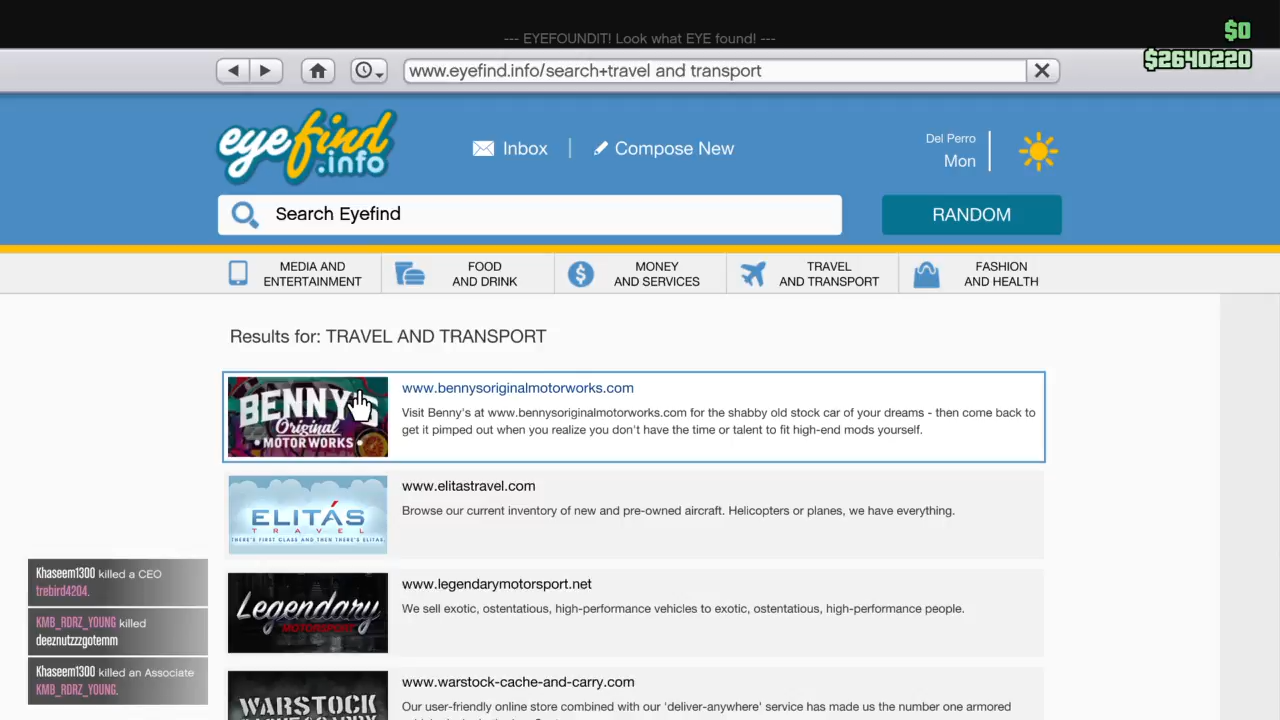 --- EYEFOUNDIT! Look what EYE found! ---
$0
$2640220
www.eyefind.info/search+travel and transport
eyefind
.info
Inbox
Compose New
Del Perro
Mon
Search Eyefind
RANDOM
MEDIA AND
ENTERTAINMENT
FOOD
AND DRINK
MONEY
AND SERVICES
TRAVEL
AND TRANSPORT
FASHION
AND HEALTH
Results for: TRAVEL AND TRANSPORT
BENNY'S
Original
MOTOR WORKS
www.bennysoriginalmotorworks.com
Visit Benny's at www.bennysoriginalmotorworks.com for the shabby old stock car of your dreams - then come back to
get it pimped out when you realize you don't have the time or talent to fit high-end mods yourself.
ELITÁS
TRAVEL
THERE'S FIRST CLASS AND THEN THERE'S ELITAS
www.elitastravel.com
Browse our current inventory of new and pre-owned aircraft. Helicopters or planes, we have everything.
Legendary
MOTORSPORT
www.legendarymotorsport.net
We sell exotic, ostentatious, high-performance vehicles to exotic, ostentatious, high-performance people.
WARSTOCK
www.warstock-cache-and-carry.com
Our user-friendly online store combined with our 'deliver-anywhere' service has made us the number one armored
Khaseem1300 killed a CEO
trebird4204.
KMB_RDRZ_YOUNG killed
deeznutzzzgotemm
Khaseem1300 killed an Associate
KMB_RDRZ_YOUNG.